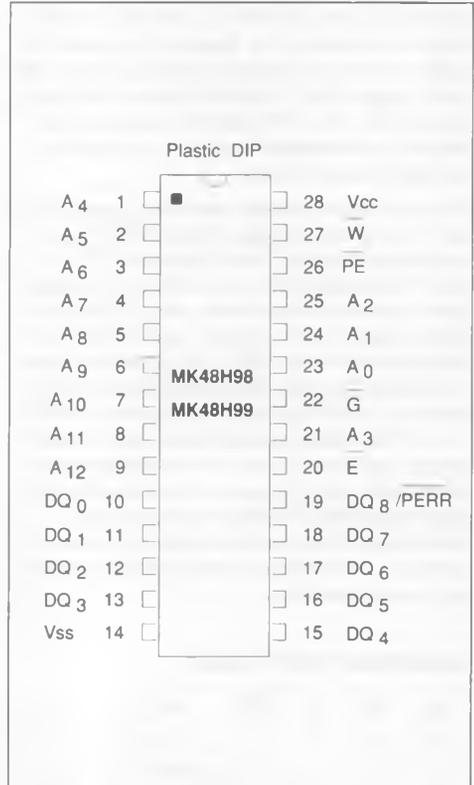 Plastic DIP
A4 1 28 Vcc
A5 2 27 W̅
A6 3 26 P̅E̅
A7 4 25 A2
A8 5 24 A1
A9 6 23 A0
MK48H98
A10 7 22 G̅
MK48H99
A11 8 21 A3
A12 9 20 E̅
DQ0 10 19 DQ8 /P̅E̅R̅R̅
DQ1 11 18 DQ7
DQ2 12 17 DQ6
DQ3 13 16 DQ5
Vss 14 15 DQ4